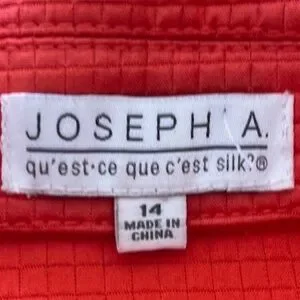 JOSEPH A.
qu'est-ce que c'est silk?®
14
MADE IN
CHINA